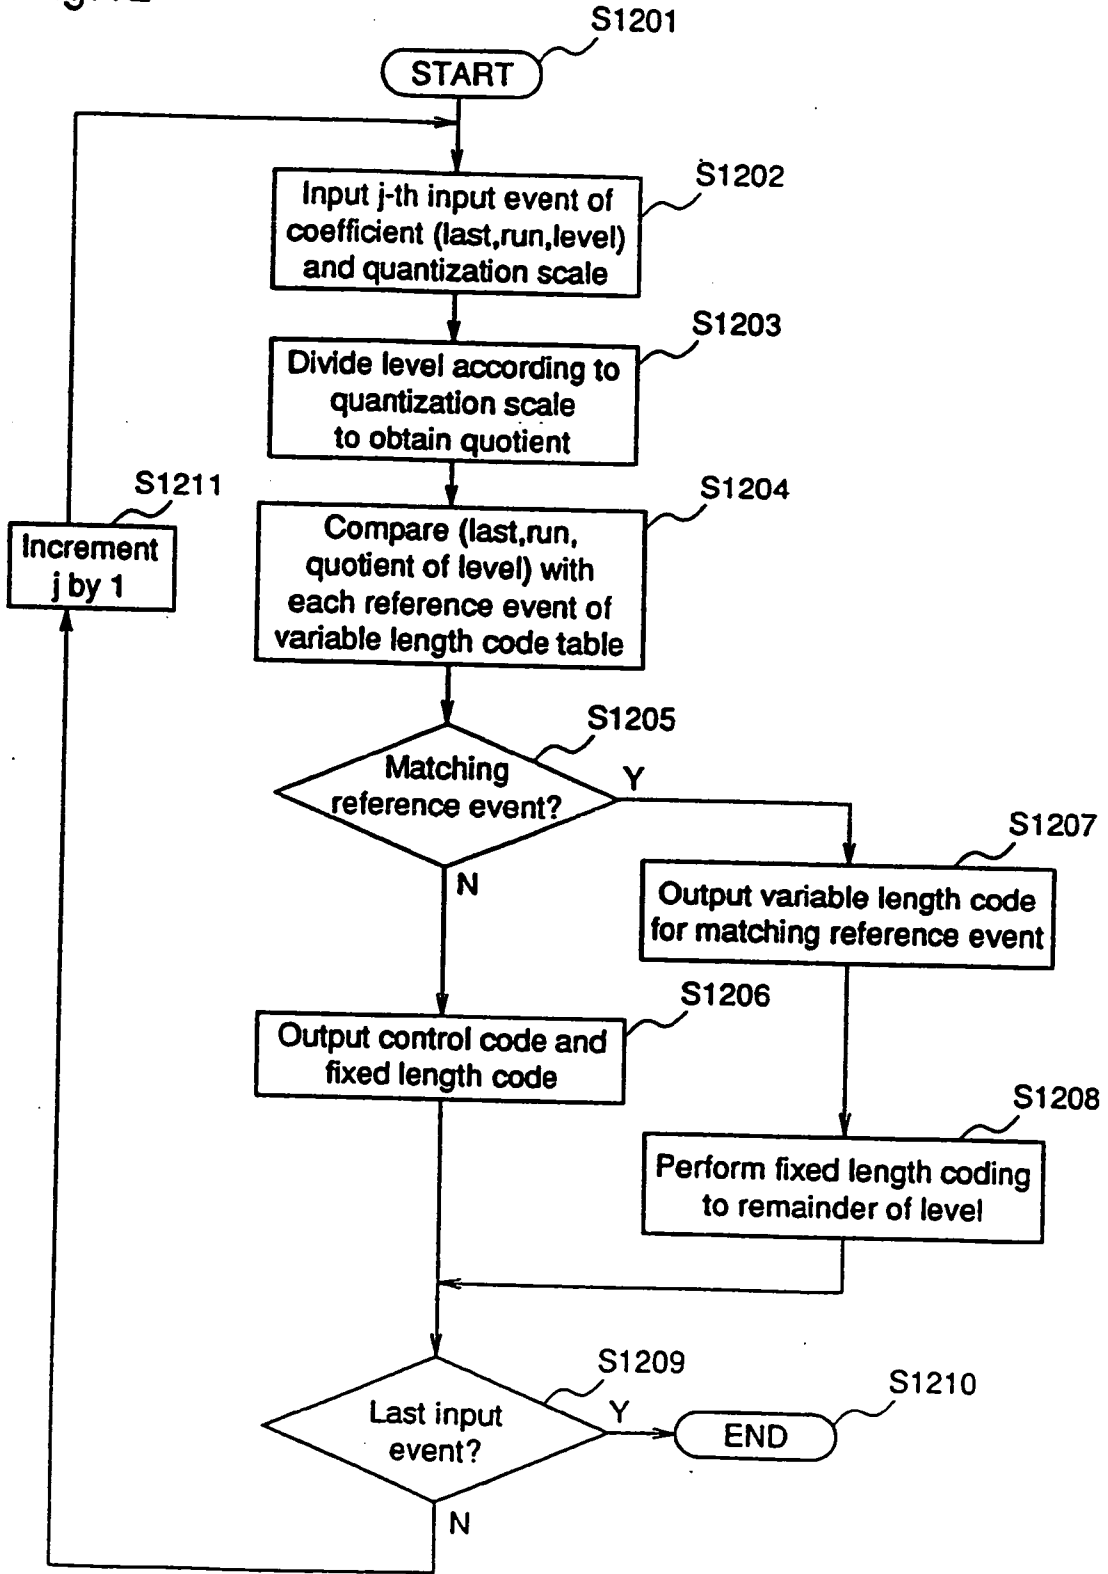 S1201
START
S1202
Input j-th input event of
coefficient (last,run,level)
and quantization scale
S1203
Divide level according to
quantization scale
to obtain quotient
S1211
Increment
j by 1
S1204
Compare (last,run,
quotient of level) with
each reference event of
variable length code table
S1205
Matching
reference event?
Y
N
S1207
Output variable length code
for matching reference event
S1206
Output control code and
fixed length code
S1208
Perform fixed length coding
to remainder of level
S1209
Last input
event?
Y
N
S1210
END